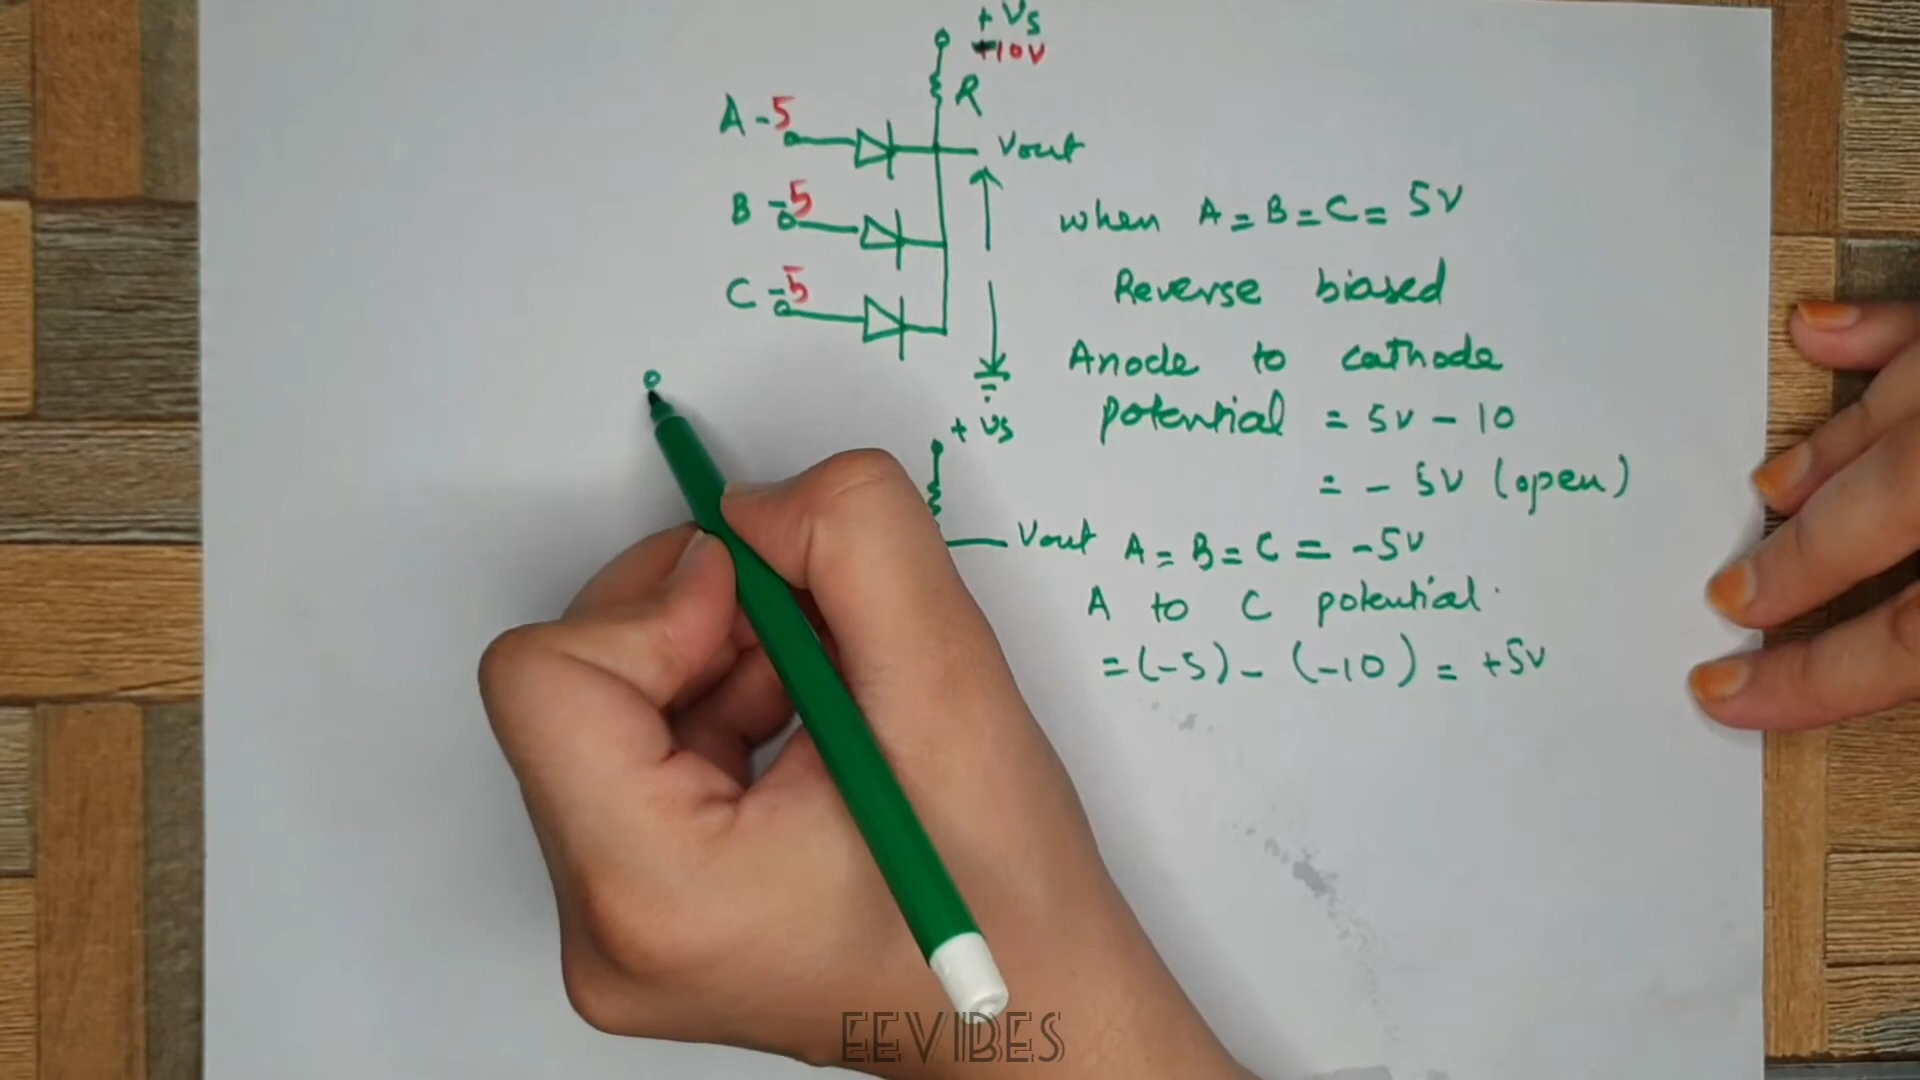 +Vs
+10V
R
A -5
Vout
B -5
C -5
when A = B = C = 5V
Reverse biased
Anode to cathode
potential = 5V - 10
= - 5V (open)
+ Vs
Vout
A = B = C = -5V
A to C potential.
= (-5) - (-10) = +5V
EEVIBES